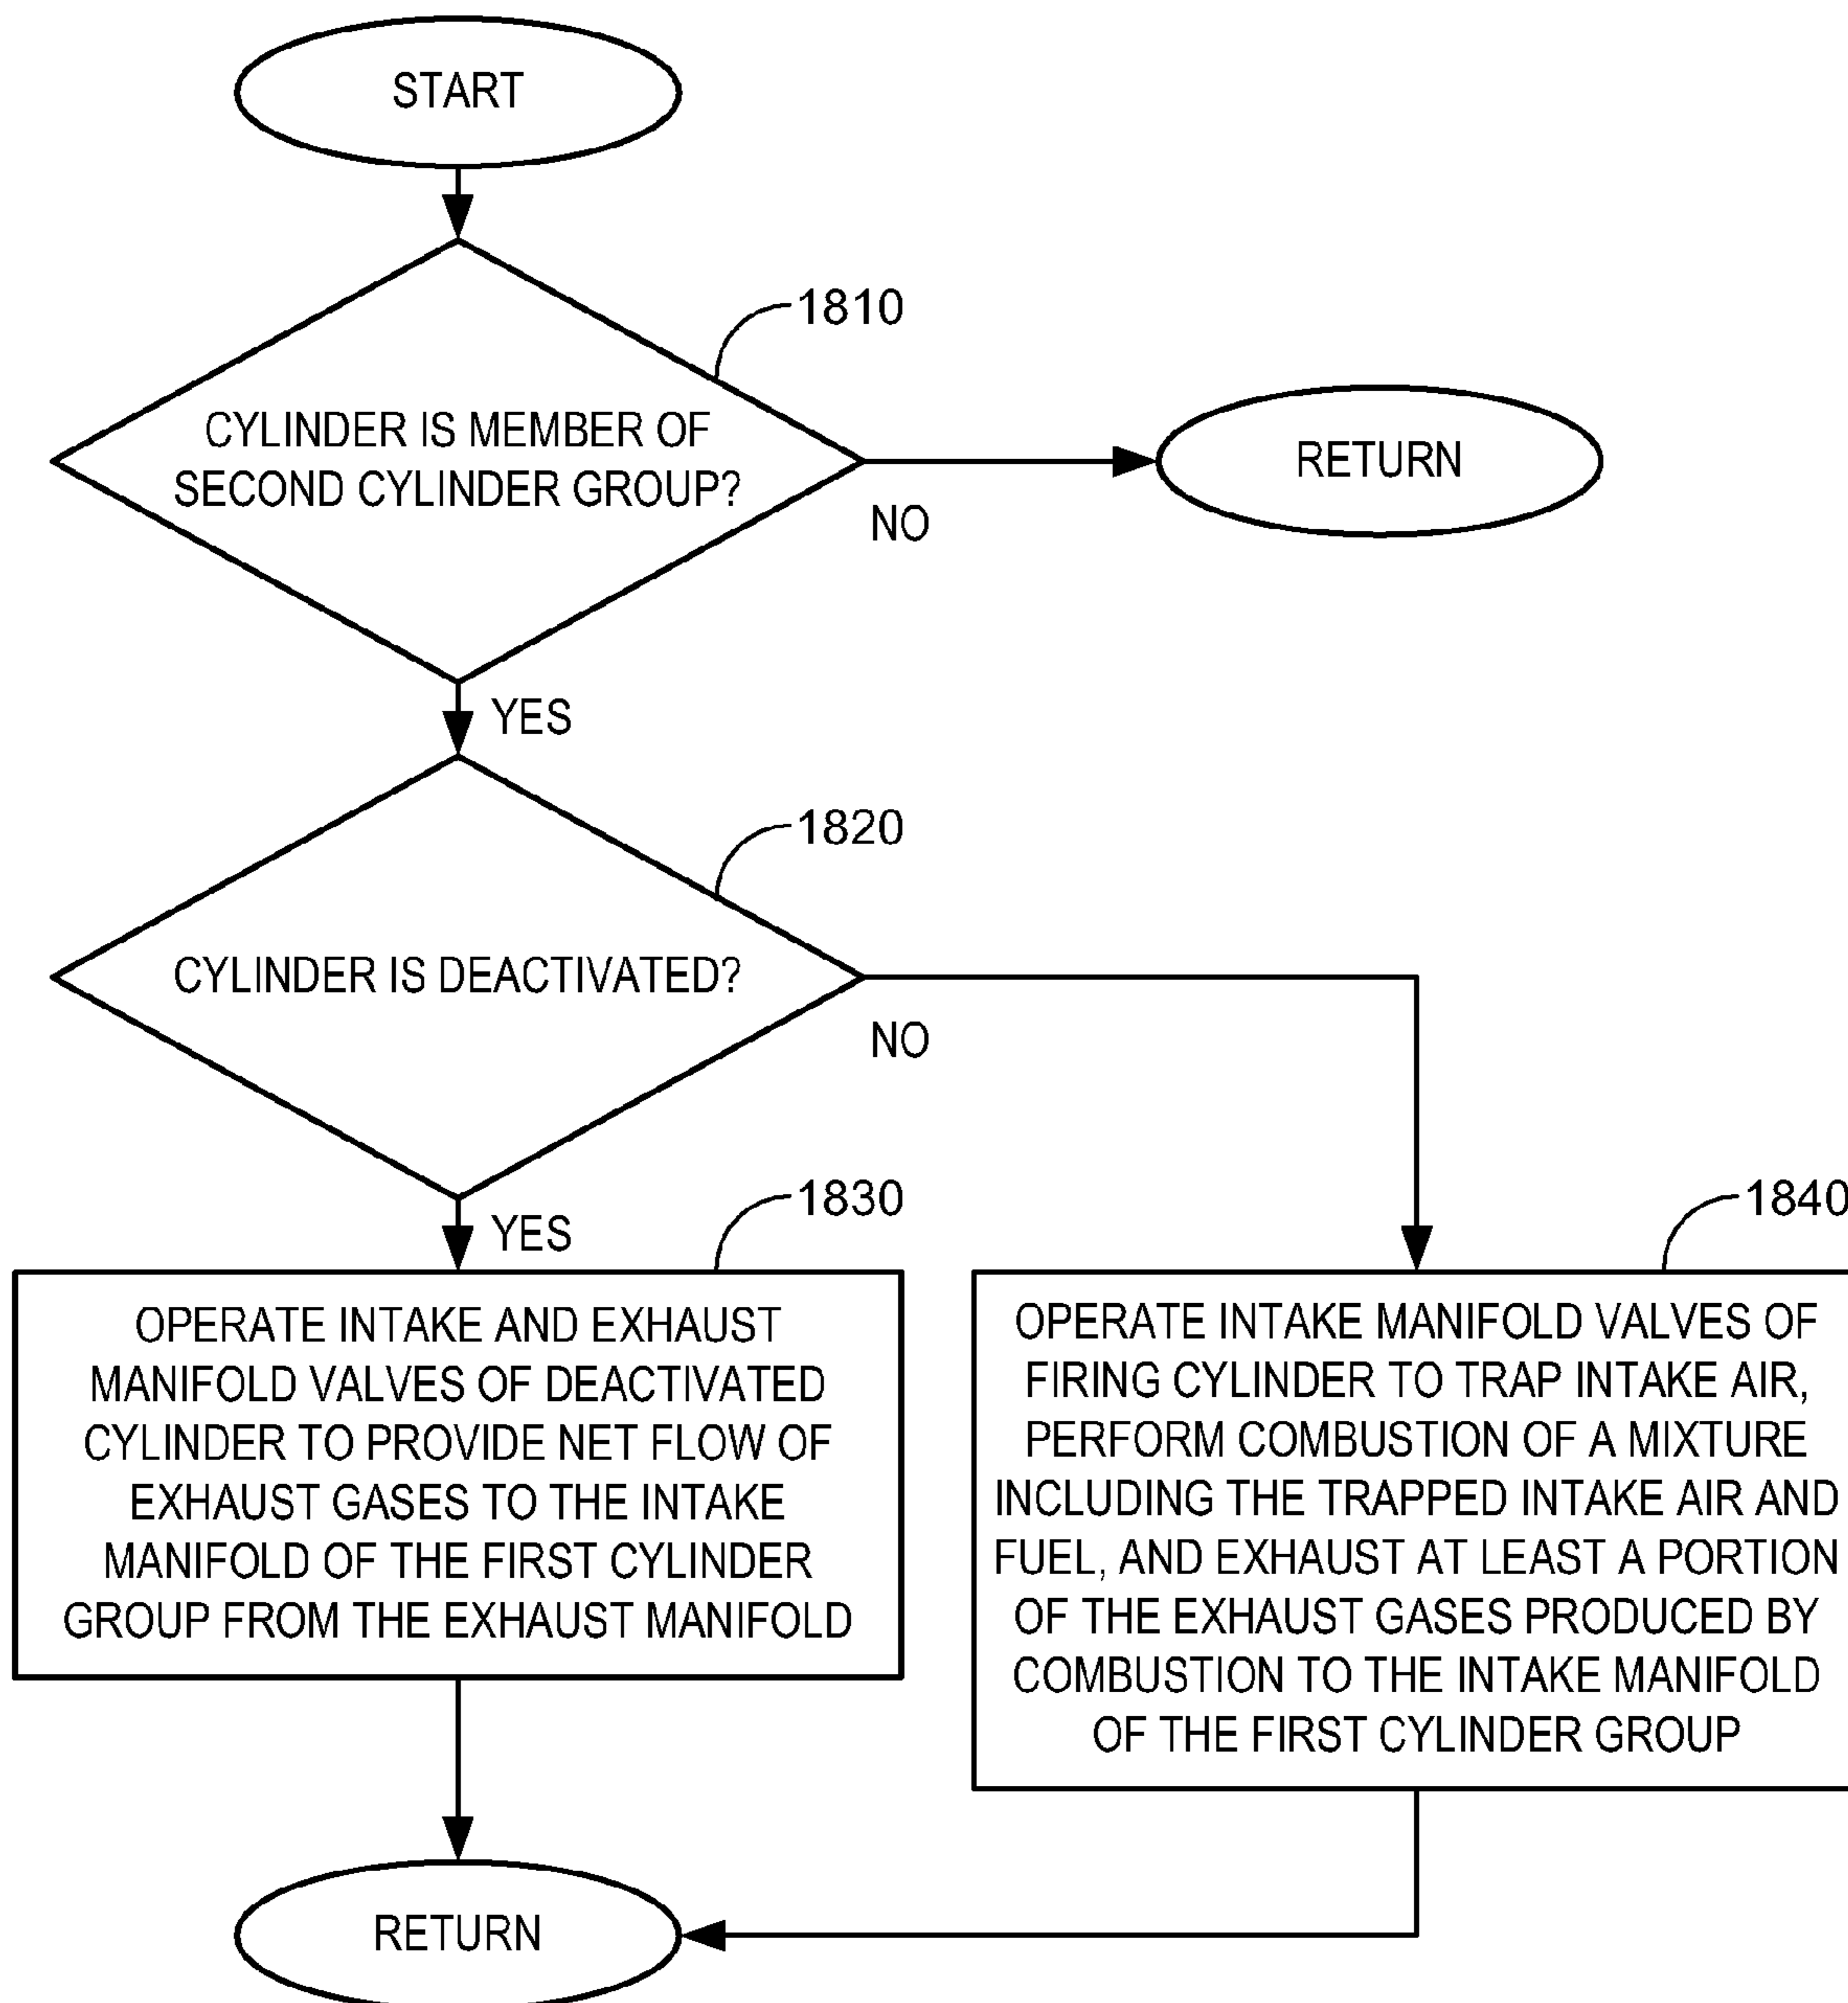 START
1810
CYLINDER IS MEMBER OF
SECOND CYLINDER GROUP?
RETURN
NO
YES
1820
CYLINDER IS DEACTIVATED?
NO
YES
1830
OPERATE INTAKE AND EXHAUST
MANIFOLD VALVES OF DEACTIVATED
CYLINDER TO PROVIDE NET FLOW OF
EXHAUST GASES TO THE INTAKE
MANIFOLD OF THE FIRST CYLINDER
GROUP FROM THE EXHAUST MANIFOLD
1840
OPERATE INTAKE MANIFOLD VALVES OF
FIRING CYLINDER TO TRAP INTAKE AIR,
PERFORM COMBUSTION OF A MIXTURE
INCLUDING THE TRAPPED INTAKE AIR AND
FUEL, AND EXHAUST AT LEAST A PORTION
OF THE EXHAUST GASES PRODUCED BY
COMBUSTION TO THE INTAKE MANIFOLD
OF THE FIRST CYLINDER GROUP
RETURN